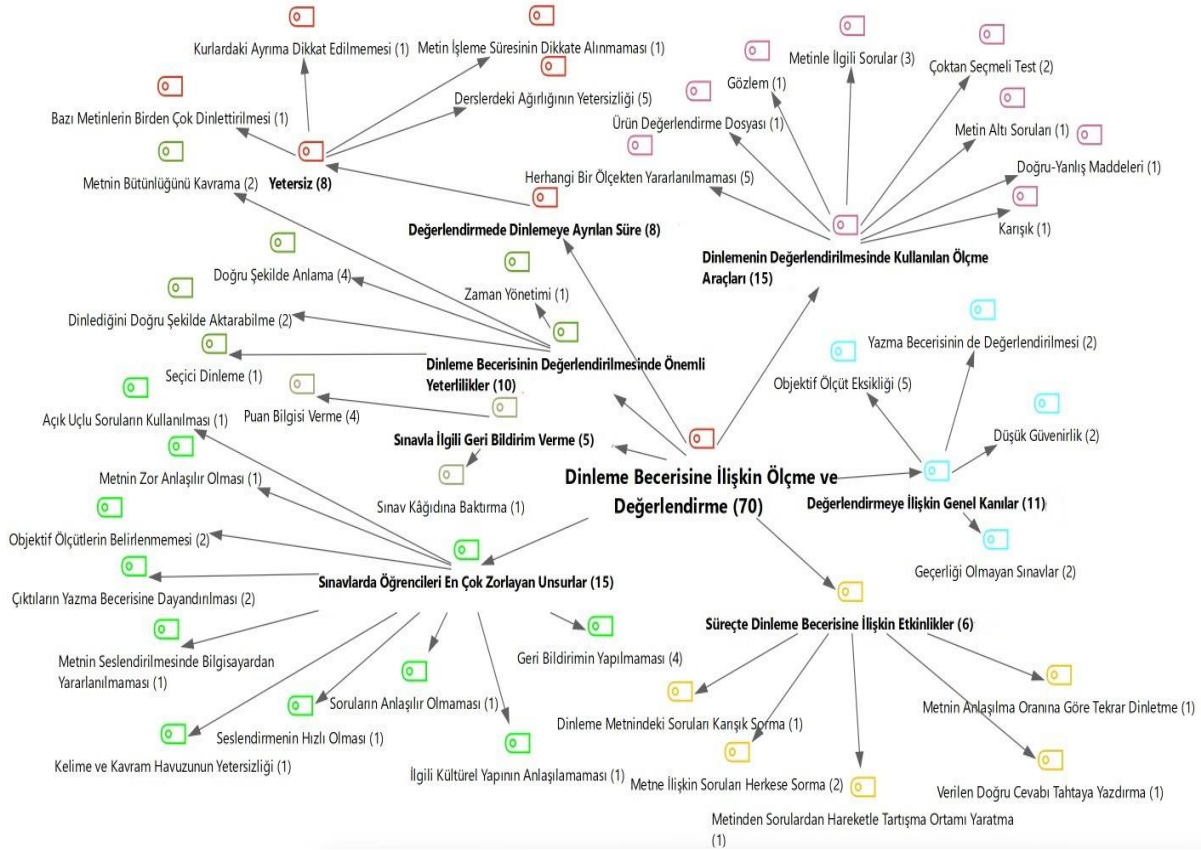 Kurlardaki Ayrıma Dikkat Edilmemesi (1)
Metin İşleme Süresinin Dikkate Alınmaması (1)
Derslerdeki Ağırlığının Yetersizliği (5)
Bazı Metinlerin Birden Çok Dinlettirilmesi (1)
Yetersiz (8)
Metnin Bütünlüğünü Kavrama (2)
Değerlendirmede Dinlemeye Ayrılan Süre (8)
Metinle İlgili Sorular (3)
Çoktan Seçmeli Test (2)
Gözlem (1)
Ürün Değerlendirme Dosyası (1)
Metin Altı Soruları (1)
Doğru-Yanlış Maddeleri (1)
Herhangi Bir Ölçekten Yararlanılmaması (5)
Karışık (1)
Dinlemenin Değerlendirilmesinde Kullanılan Ölçme
Araçları (15)
Doğru Şekilde Anlama (4)
Zaman Yönetimi (1)
Dinlediğini Doğru Şekilde Aktarabilme (2)
Seçici Dinleme (1)
Dinleme Becerisinin Değerlendirilmesinde Önemli
Yeterlilikler (10)
Puan Bilgisi Verme (4)
Sınavla İlgili Geri Bildirim Verme (5)
Sınav Kâğıdına Baktırma (1)
Yazma Becerisinin de Değerlendirilmesi (2)
Objektif Ölçüt Eksikliği (5)
Düşük Güvenirlik (2)
Değerlendirmeye İlişkin Genel Kanılar (11)
Geçerliği Olmayan Sınavlar (2)
Dinleme Becerisine İlişkin Ölçme ve
Değerlendirme (70)
Açık Uçlu Soruların Kullanılması (1)
Metnin Zor Anlaşılır Olması (1)
Objektif Ölçütlerin Belirlenmemesi (2)
Sınavlarda Öğrencileri En Çok Zorlayan Unsurlar (15)
Çıktıların Yazma Becerisine Dayandırılması (2)
Metnin Seslendirilmesinde Bilgisayardan
Yararlanılmaması (1)
Geri Bildirimin Yapılmaması (4)
Soruların Anlaşılır Olmaması (1)
Seslendirmenin Hızlı Olması (1)
Kelime ve Kavram Havuzunun Yetersizliği (1)
İlgili Kültürel Yapının Anlaşılamaması (1)
Süreçte Dinleme Becerisine İlişkin Etkinlikler (6)
Metnin Anlaşılma Oranına Göre Tekrar Dinletme (1)
Dinleme Metnindeki Soruları Karışık Sorma (1)
Metne İlişkin Soruları Herkese Sorma (2)
Verilen Doğru Cevabı Tahtaya Yazdırma (1)
Metinden Sorulardan Hareketle Tartışma Ortamı Yaratma
(1)